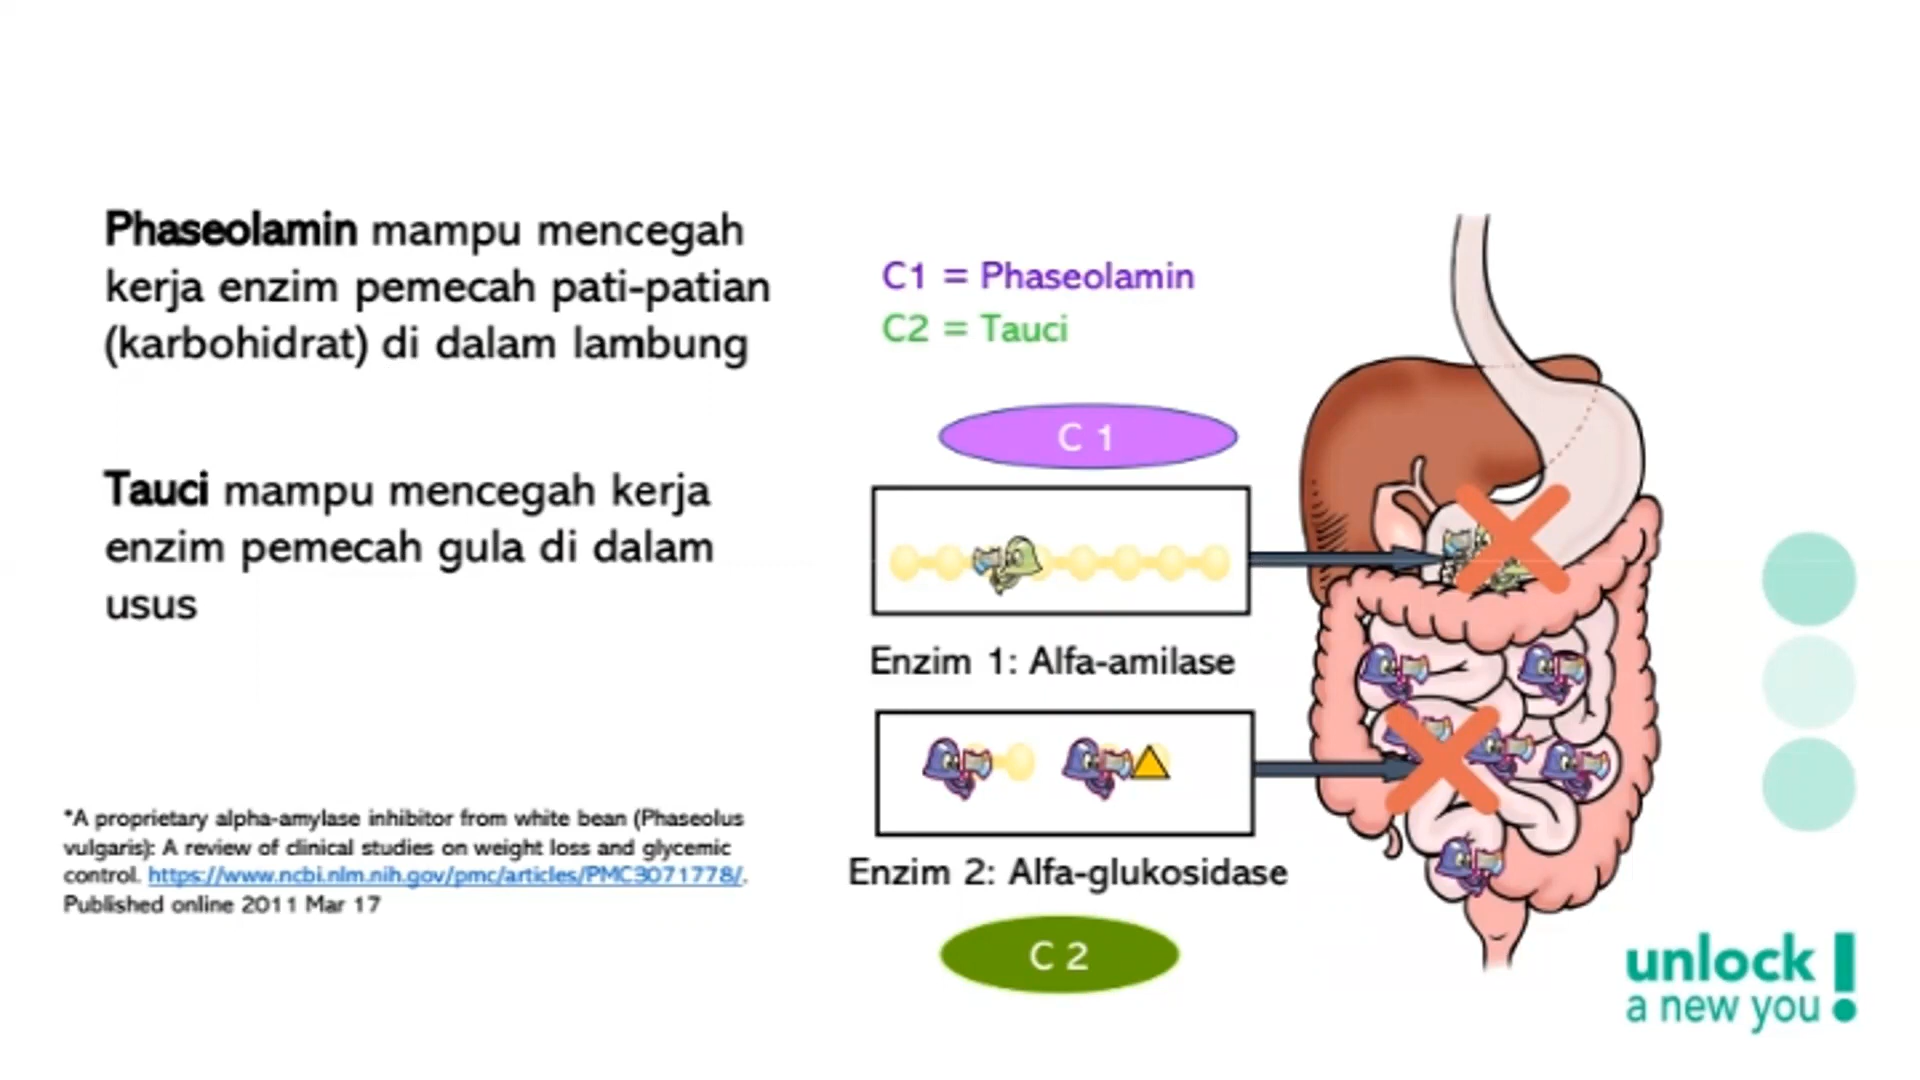 Phaseolamin mampu mencegah
kerja enzim pemecah pati-patian
(karbohidrat) di dalam lambung
Tauci mampu mencegah kerja
enzim pemecah gula di dalam
usus
*A proprietary alpha-amylase inhibitor from white bean (Phaseolus
vulgaris): A review of clinical studies on weight loss and glycemic
control. https://www.ncbi.nlm.nih.gov/pmc/articles/PMC3071778/.
Published online 2011 Mar 17
C1 = Phaseolamin
C2 = Tauci
C 1
Enzim 1: Alfa-amilase
Enzim 2: Alfa-glukosidase
C 2
unlock
a new you!